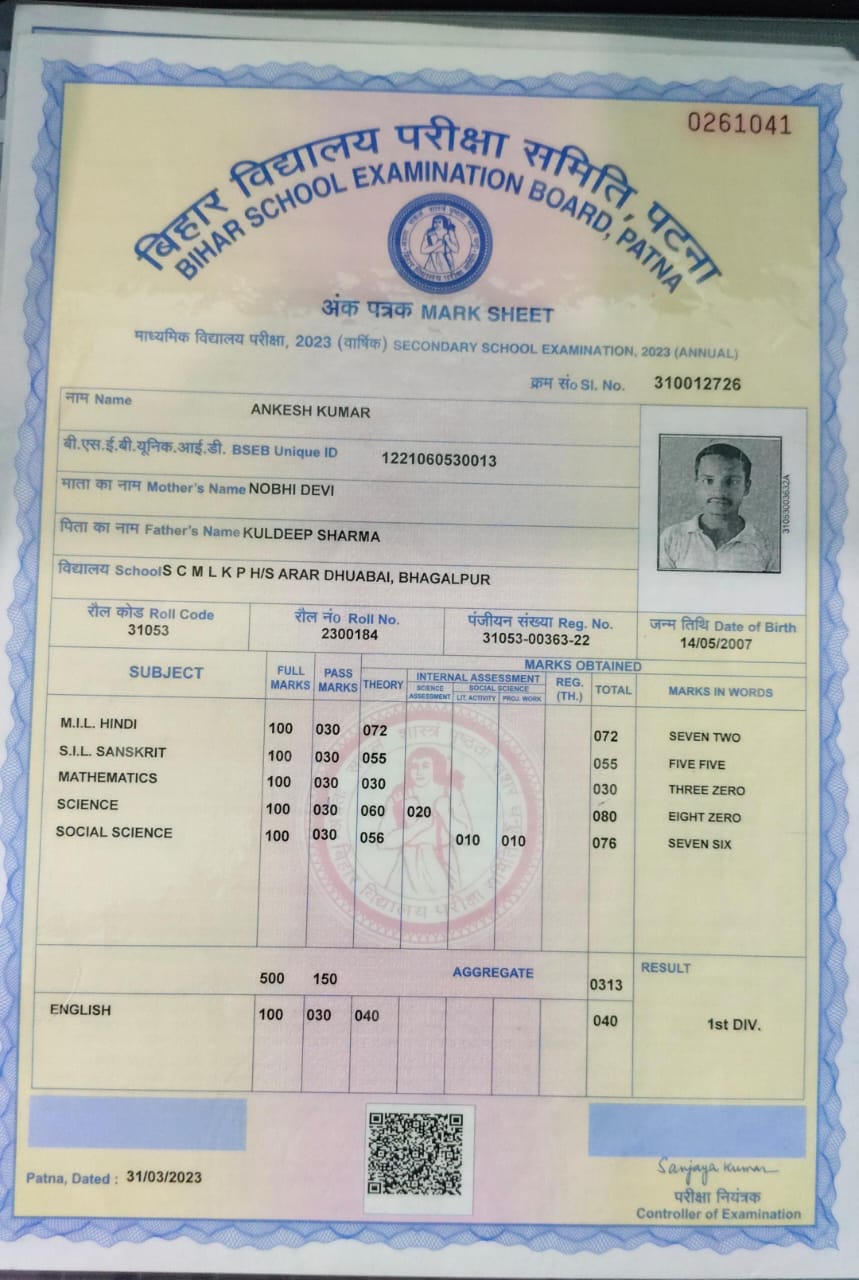 0261041
बिहार विद्यालय परीक्षा समिति, पटना
BIHAR SCHOOL EXAMINATION BOARD, PATNA
अंक पत्रक MARK SHEET
माध्यमिक विद्यालय परीक्षा, 2023 (वार्षिक) SECONDARY SCHOOL EXAMINATION, 2023 (ANNUAL)
क्रम सं० Sl. No. 310012726
नाम Name ANKESH KUMAR
बी.एस.ई.बी.यूनिक.आई.डी. BSEB Unique ID 1221060530013
माता का नाम Mother's Name NOBHI DEVI
पिता का नाम Father's Name KULDEEP SHARMA
विद्यालय School S C M L K P H/S ARAR DHUABAI, BHAGALPUR
रौल कोड Roll Code रौल नं० Roll No. पंजीयन संख्या Reg. No. जन्म तिथि Date of Birth
31053 2300184 31053-00363-22 14/05/2007
SUBJECT FULL MARKS PASS MARKS MARKS OBTAINED
THEORY INTERNAL ASSESSMENT REG. (TH.) TOTAL MARKS IN WORDS
SCIENCE ASSESSMENT SOCIAL SCIENCE
LIT. ACTIVITY PROJ. WORK
M.I.L. HINDI 100 030 072 072 SEVEN TWO
S.I.L. SANSKRIT 100 030 055 055 FIVE FIVE
MATHEMATICS 100 030 030 030 THREE ZERO
SCIENCE 100 030 060 020 080 EIGHT ZERO
SOCIAL SCIENCE 100 030 056 010 010 076 SEVEN SIX
बिहार विद्यालय परीक्षा समिति
500 150 AGGREGATE 0313 RESULT
ENGLISH 100 030 040 040 1st DIV.
Patna, Dated : 31/03/2023
Sanjaya Kumar
परीक्षा नियंत्रक
Controller of Examination